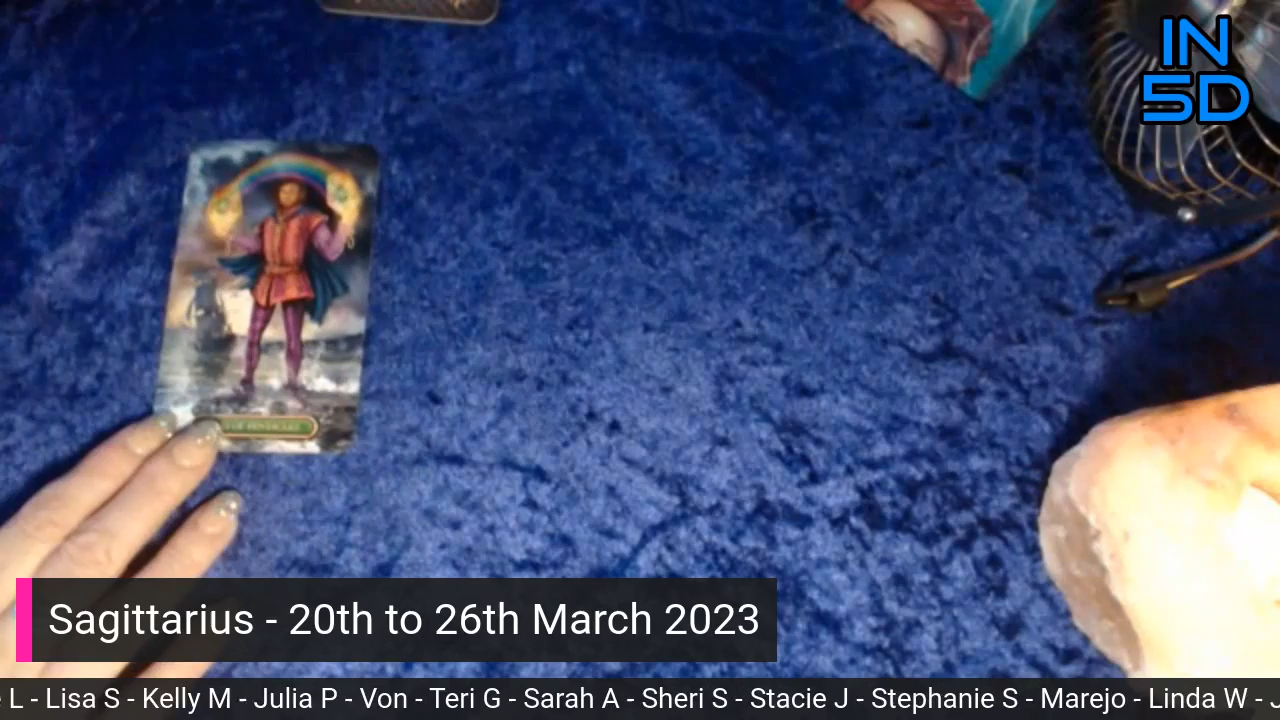 IN
5D
Sagittarius - 20th to 26th March 2023
L - Lisa S - Kelly M - Julia P - Von - Teri G - Sarah A - Sheri S - Stacie J - Stephanie S - Marejo - Linda W -